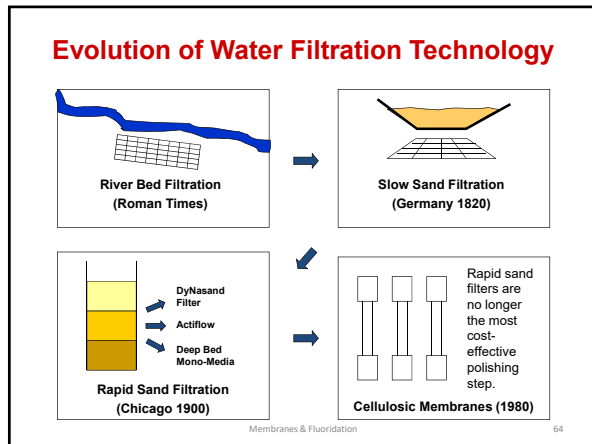 Evolution of Water Filtration Technology
River Bed Filtration
(Roman Times)
Slow Sand Filtration
(Germany 1820)
DyNasand
Filter
Actiflow
Deep Bed
Mono-Media
Rapid Sand Filtration
(Chicago 1900)
Rapid sand
filters are
no longer
the most
cost-
effective
polishing
step.
Cellulosic Membranes (1980)
Membranes & Fluoridation
64